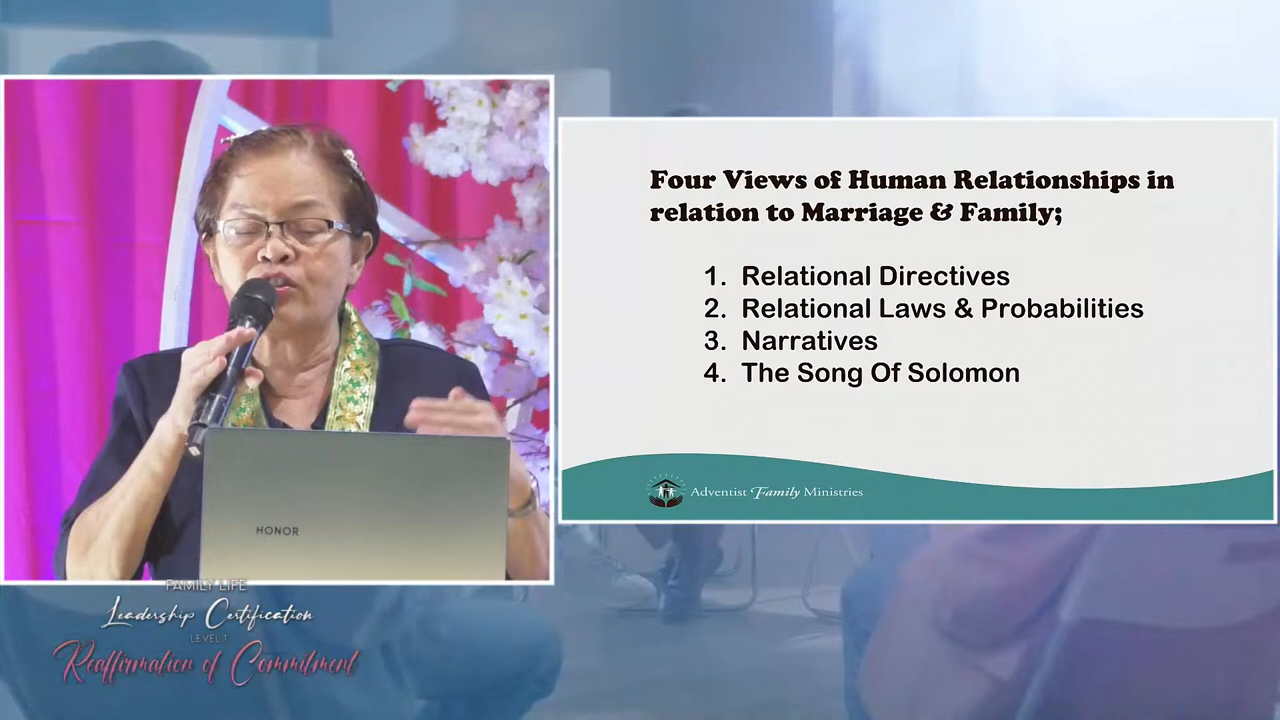 Four Views of Human Relationships in
relation to Marriage & Family;
1. Relational Directives
2. Relational Laws & Probabilities
3. Narratives
4. The Song Of Solomon
Adventist Family Ministries
HONOR
FAMILY LIFE
Leadership Certification
LEVEL 1
Reaffirmation of Commitment